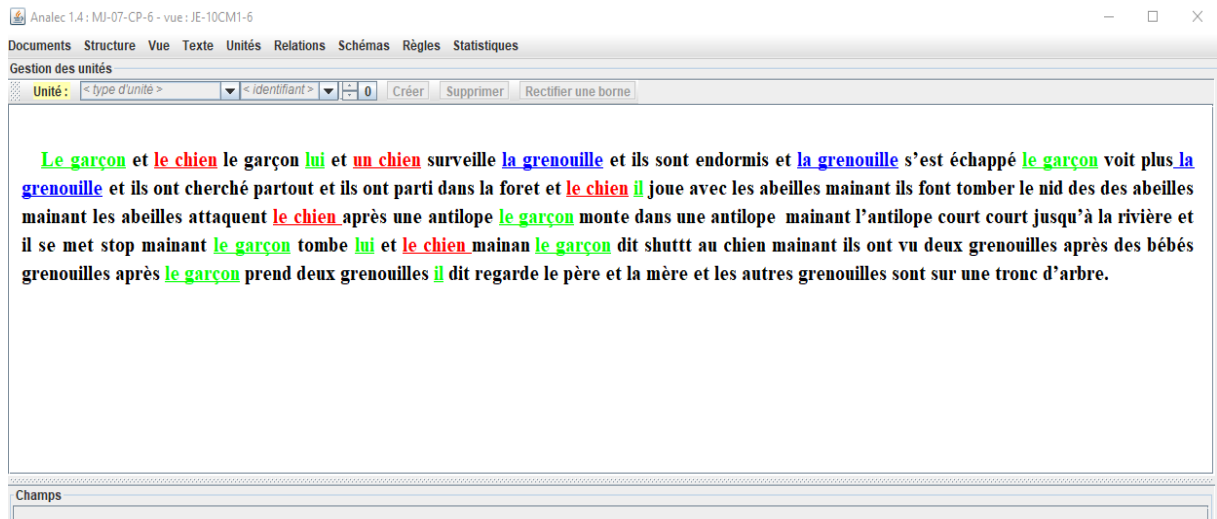 Analec 1.4 : MJ-07-CP-6 - vue : JE-10CM1-6
Documents Structure Vue Texte Unités Relations Schémas Règles Statistiques
Gestion des unités
Unité : < type d'unité > < identifiant > 0 Créer Supprimer Rectifier une borne
Le garçon et le chien le garçon lui et un chien surveille la grenouille et ils sont endormis et la grenouille s’est échappé le garçon voit plus la
grenouille et ils ont cherché partout et ils ont parti dans la foret et le chien il joue avec les abeilles mainant ils font tomber le nid des des abeilles
mainant les abeilles attaquent le chien après une antilope le garçon monte dans une antilope mainant l’antilope court court jusqu’à la rivière et
il se met stop mainant le garçon tombe lui et le chien mainan le garçon dit shuttt au chien mainant ils ont vu deux grenouilles après des bébés
grenouilles après le garçon prend deux grenouilles il dit regarde le père et la mère et les autres grenouilles sont sur une tronc d’arbre.
Champs